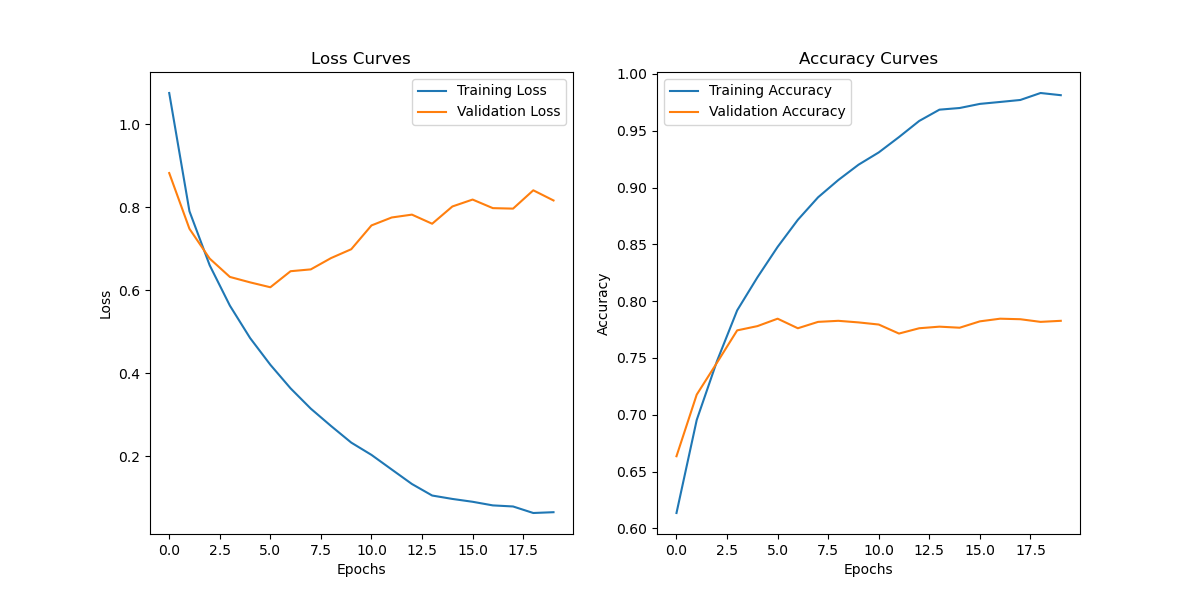 Loss Curves
Training Loss
Validation Loss
1.0
0.8
0.6
0.4
0.2
Loss
0.0 2.5 5.0 7.5 10.0 12.5 15.0 17.5
Epochs
Accuracy Curves
Training Accuracy
Validation Accuracy
1.00
0.95
0.90
0.85
0.80
0.75
0.70
0.65
0.60
Accuracy
0.0 2.5 5.0 7.5 10.0 12.5 15.0 17.5
Epochs